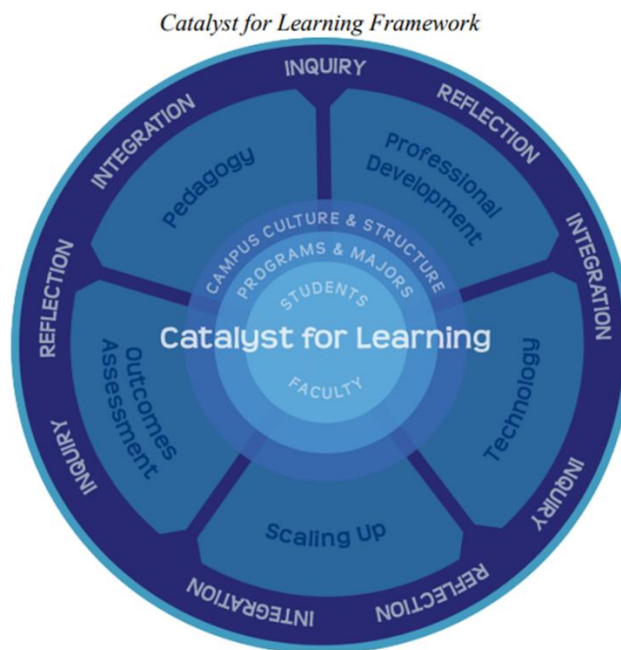 Catalyst for Learning Framework
INQUIRY
REFLECTION
INTEGRATION
INQUIRY
REFLECTION
INTEGRATION
INQUIRY
REFLECTION
INTEGRATION
Pedagogy
Professional
Development
Technology
Scaling Up
Outcomes
Assessment
CAMPUS CULTURE & STRUCTURE
PROGRAMS & MAJORS
STUDENTS
Catalyst for Learning
FACULTY